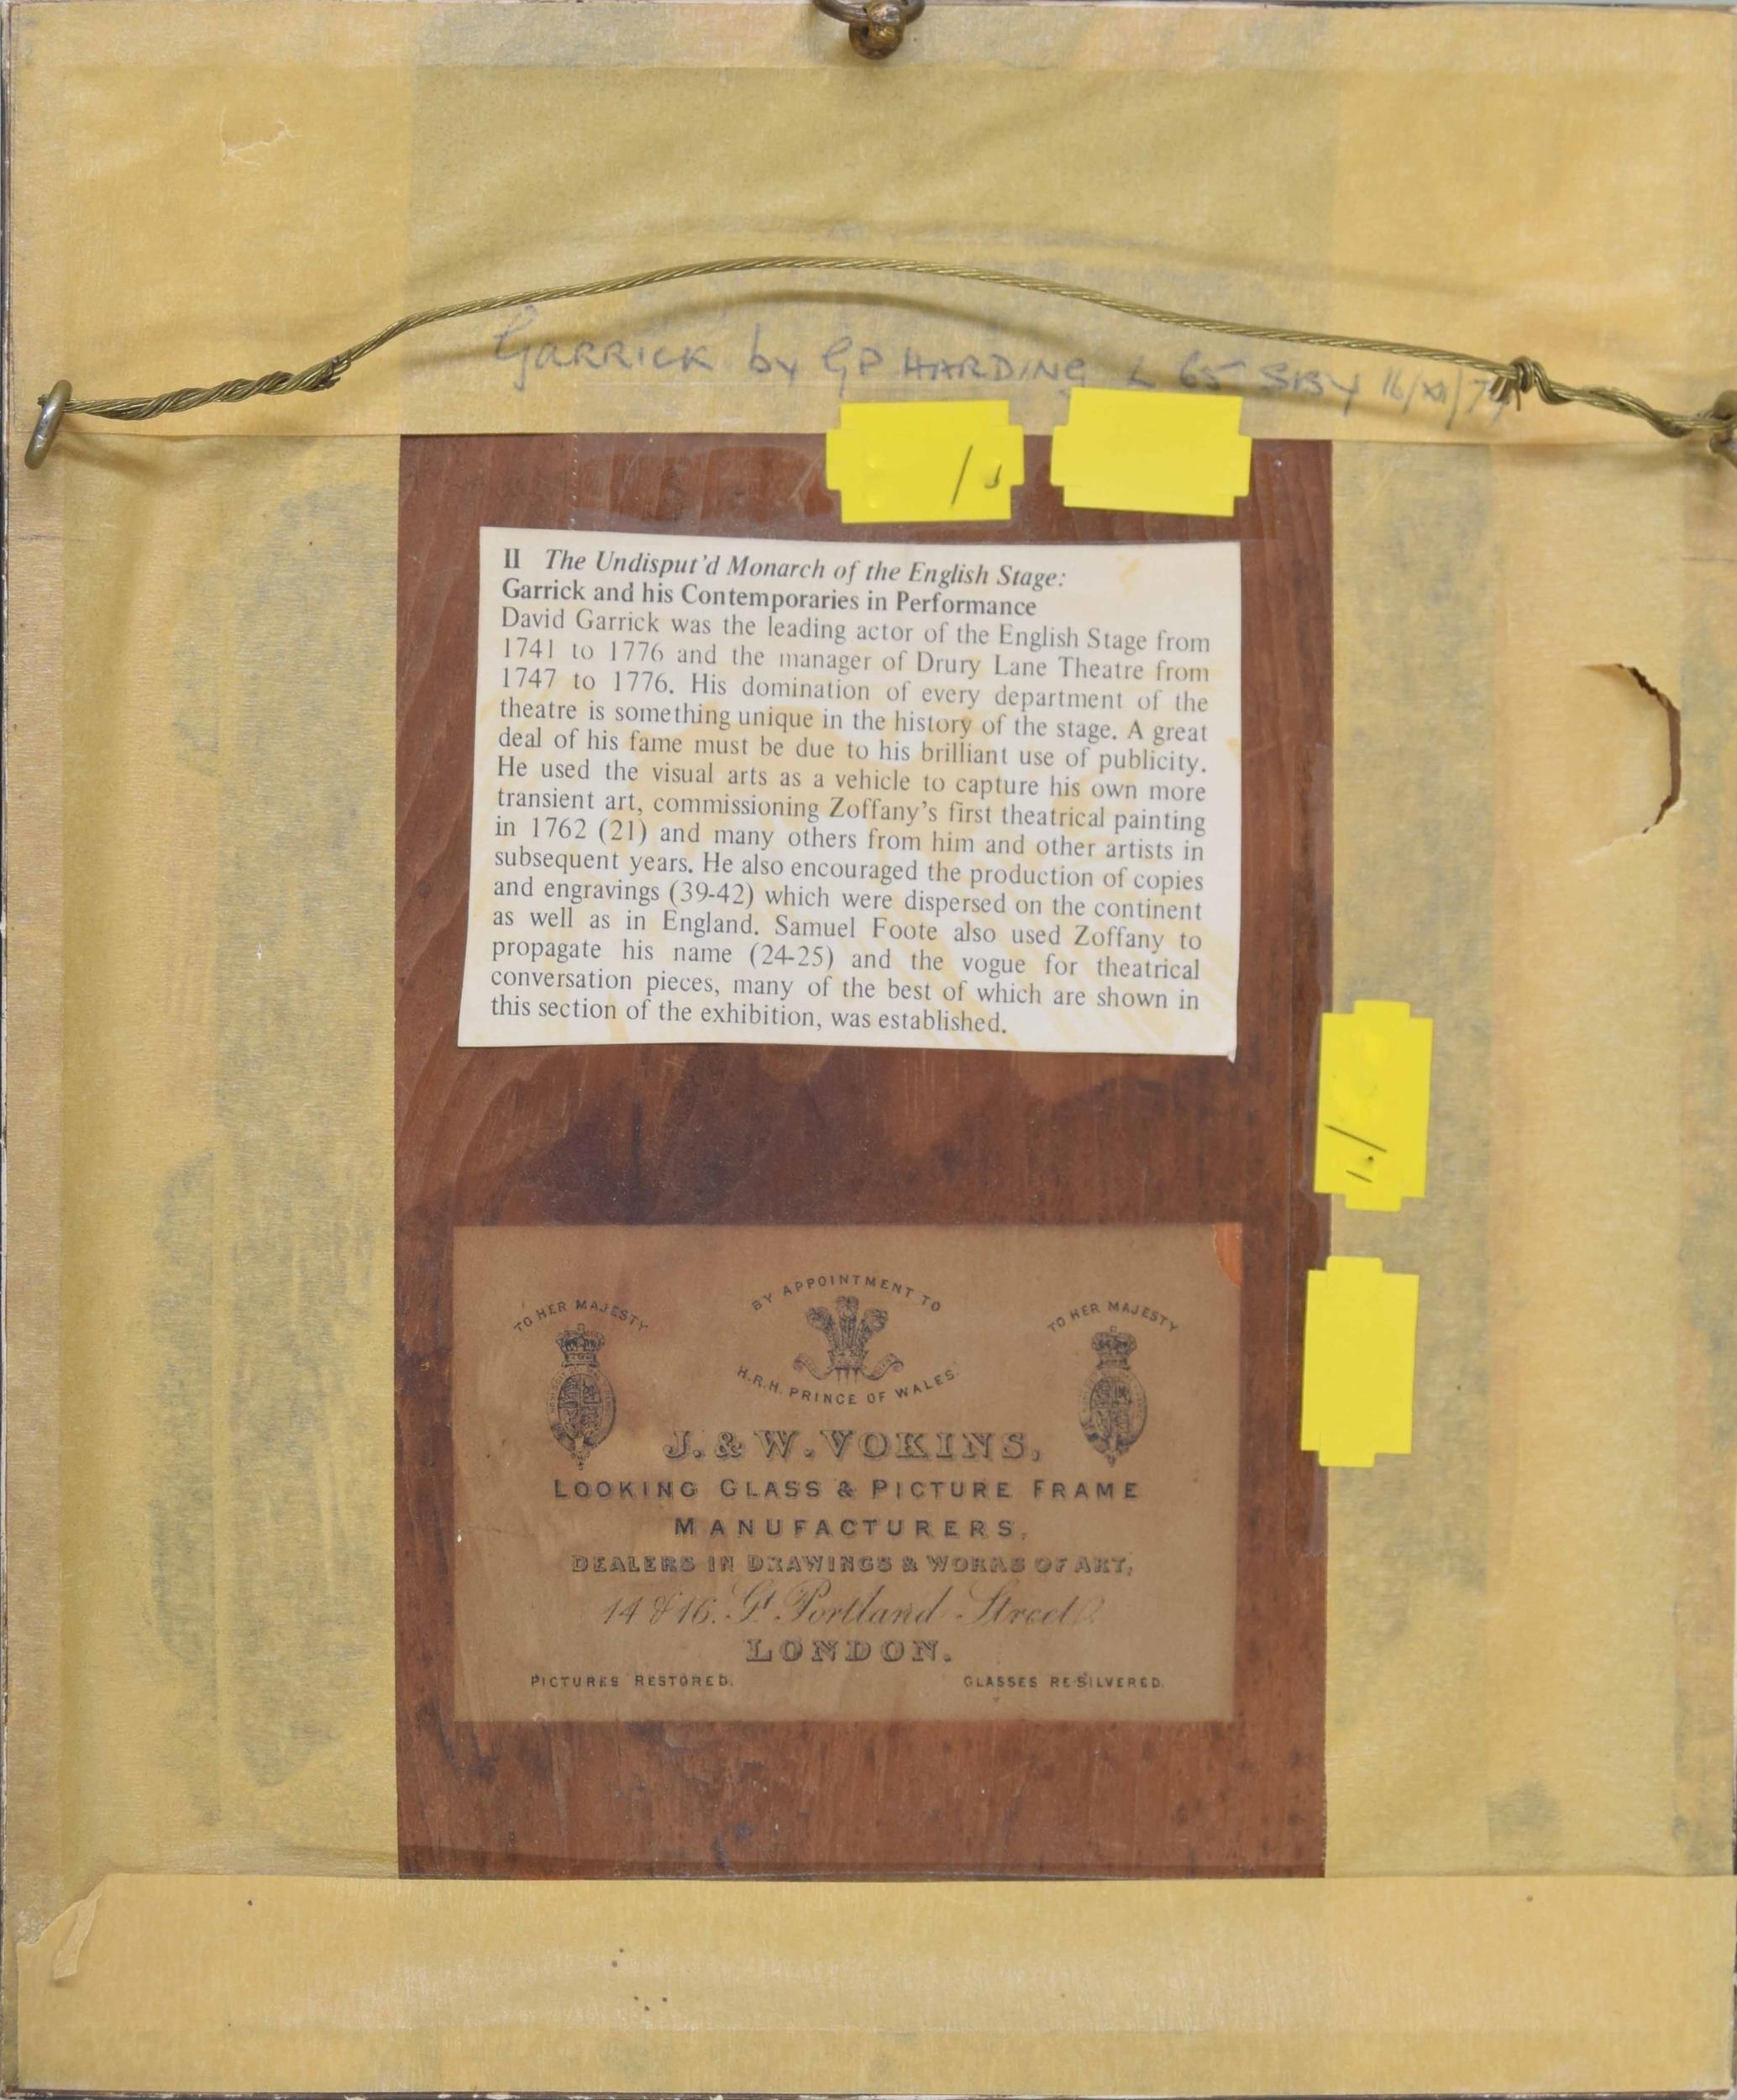 Garrick by GP HARDING L 65 SBY 16/XI/
II The Undisput'd Monarch of the English Stage:
Garrick and his Contemporaries in Performance
David Garrick was the leading actor of the English Stage from
1741 to 1776 and the manager of Drury Lane Theatre from
1747 to 1776. His domination of every department of the
theatre is something unique in the history of the stage. A great
deal of his fame must be due to his brilliant use of publicity.
He used the visual arts as a vehicle to capture his own more
transient art, commissioning Zoffany's first theatrical painting
in 1762 (21) and many others from him and other artists in
subsequent years. He also encouraged the production of copies
and engravings (39-42) which were dispersed on the continent
as well as in England. Samuel Foote also used Zoffany to
propagate his name (24-25) and the vogue for theatrical
conversation pieces, many of the best of which are shown in
this section of the exhibition, was established.
TO HER MAJESTY
BY APPOINTMENT TO
H.R.H. PRINCE OF WALES.
TO HER MAJESTY
J. & W. VOKINS,
LOOKING GLASS & PICTURE FRAME
MANUFACTURERS,
DEALERS IN DRAWINGS & WORKS OF ART,
14 & 16. Gt. Portland Street
LONDON.
PICTURES RESTORED. GLASSES RESILVERED.